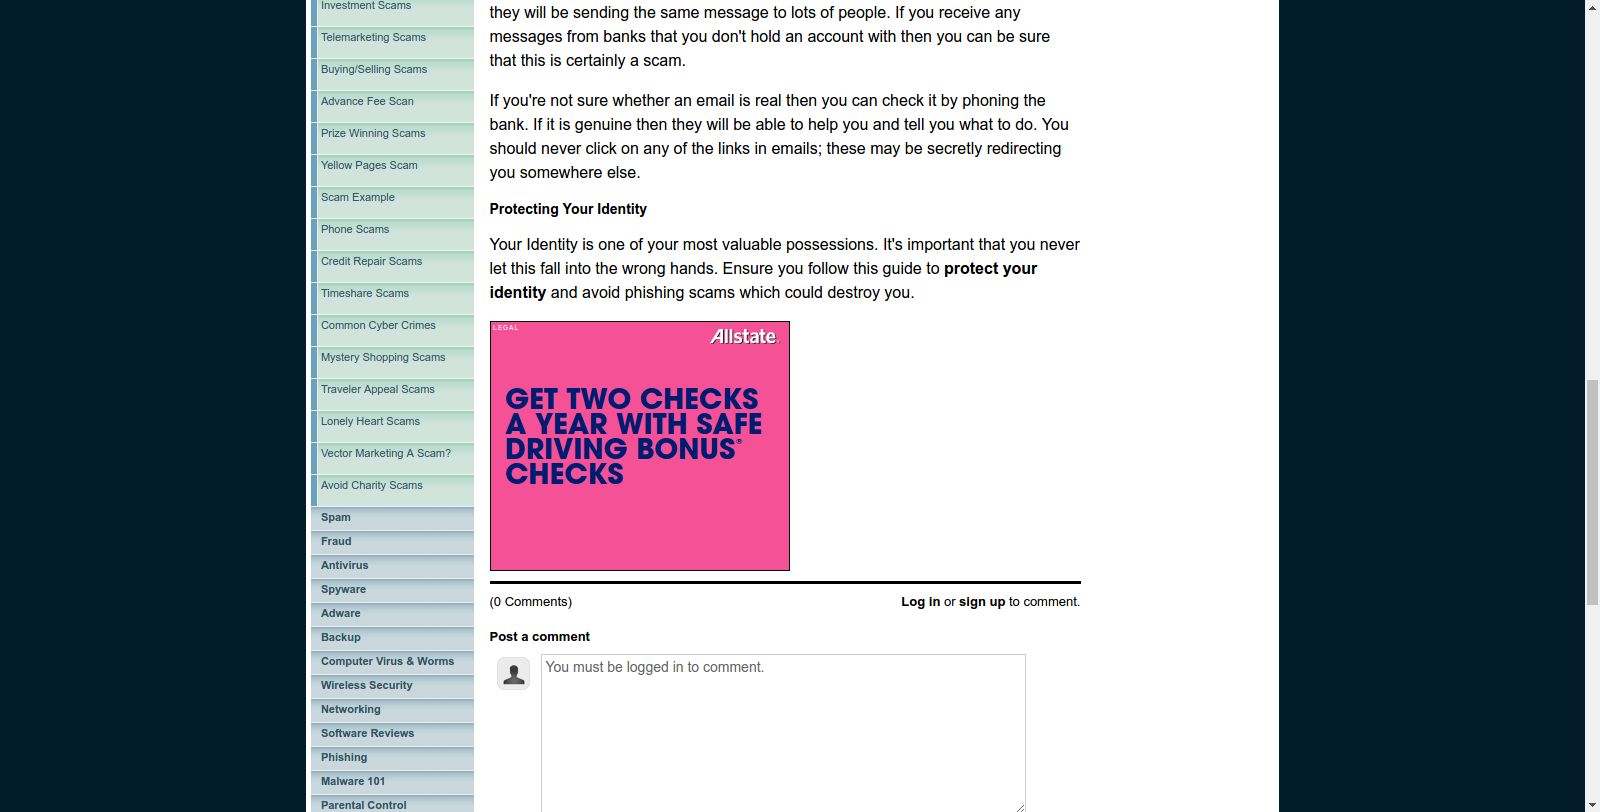 Investment Scams
Telemarketing Scams
Buying/Selling Scams
Advance Fee Scan
Prize Winning Scams
Yellow Pages Scam
Scam Example
Phone Scams
Credit Repair Scams
Timeshare Scams
Common Cyber Crimes
Mystery Shopping Scams
Traveler Appeal Scams
Lonely Heart Scams
Vector Marketing A Scam?
Avoid Charity Scams
Spam
Fraud
Antivirus
Spyware
Adware
Backup
Computer Virus & Worms
Wireless Security
Networking
Software Reviews
Phishing
Malware 101
Parental Control
they will be sending the same message to lots of people. If you receive any
messages from banks that you don't hold an account with then you can be sure
that this is certainly a scam.
If you're not sure whether an email is real then you can check it by phoning the
bank. If it is genuine then they will be able to help you and tell you what to do. You
should never click on any of the links in emails; these may be secretly redirecting
you somewhere else.
Protecting Your Identity
Your Identity is one of your most valuable possessions. It's important that you never
let this fall into the wrong hands. Ensure you follow this guide to protect your
identity and avoid phishing scams which could destroy you.
LEGAL
Allstate.
GET TWO CHECKS
A YEAR WITH SAFE
DRIVING BONUS®
CHECKS
(0 Comments)
Log in or sign up to comment.
Post a comment
You must be logged in to comment.